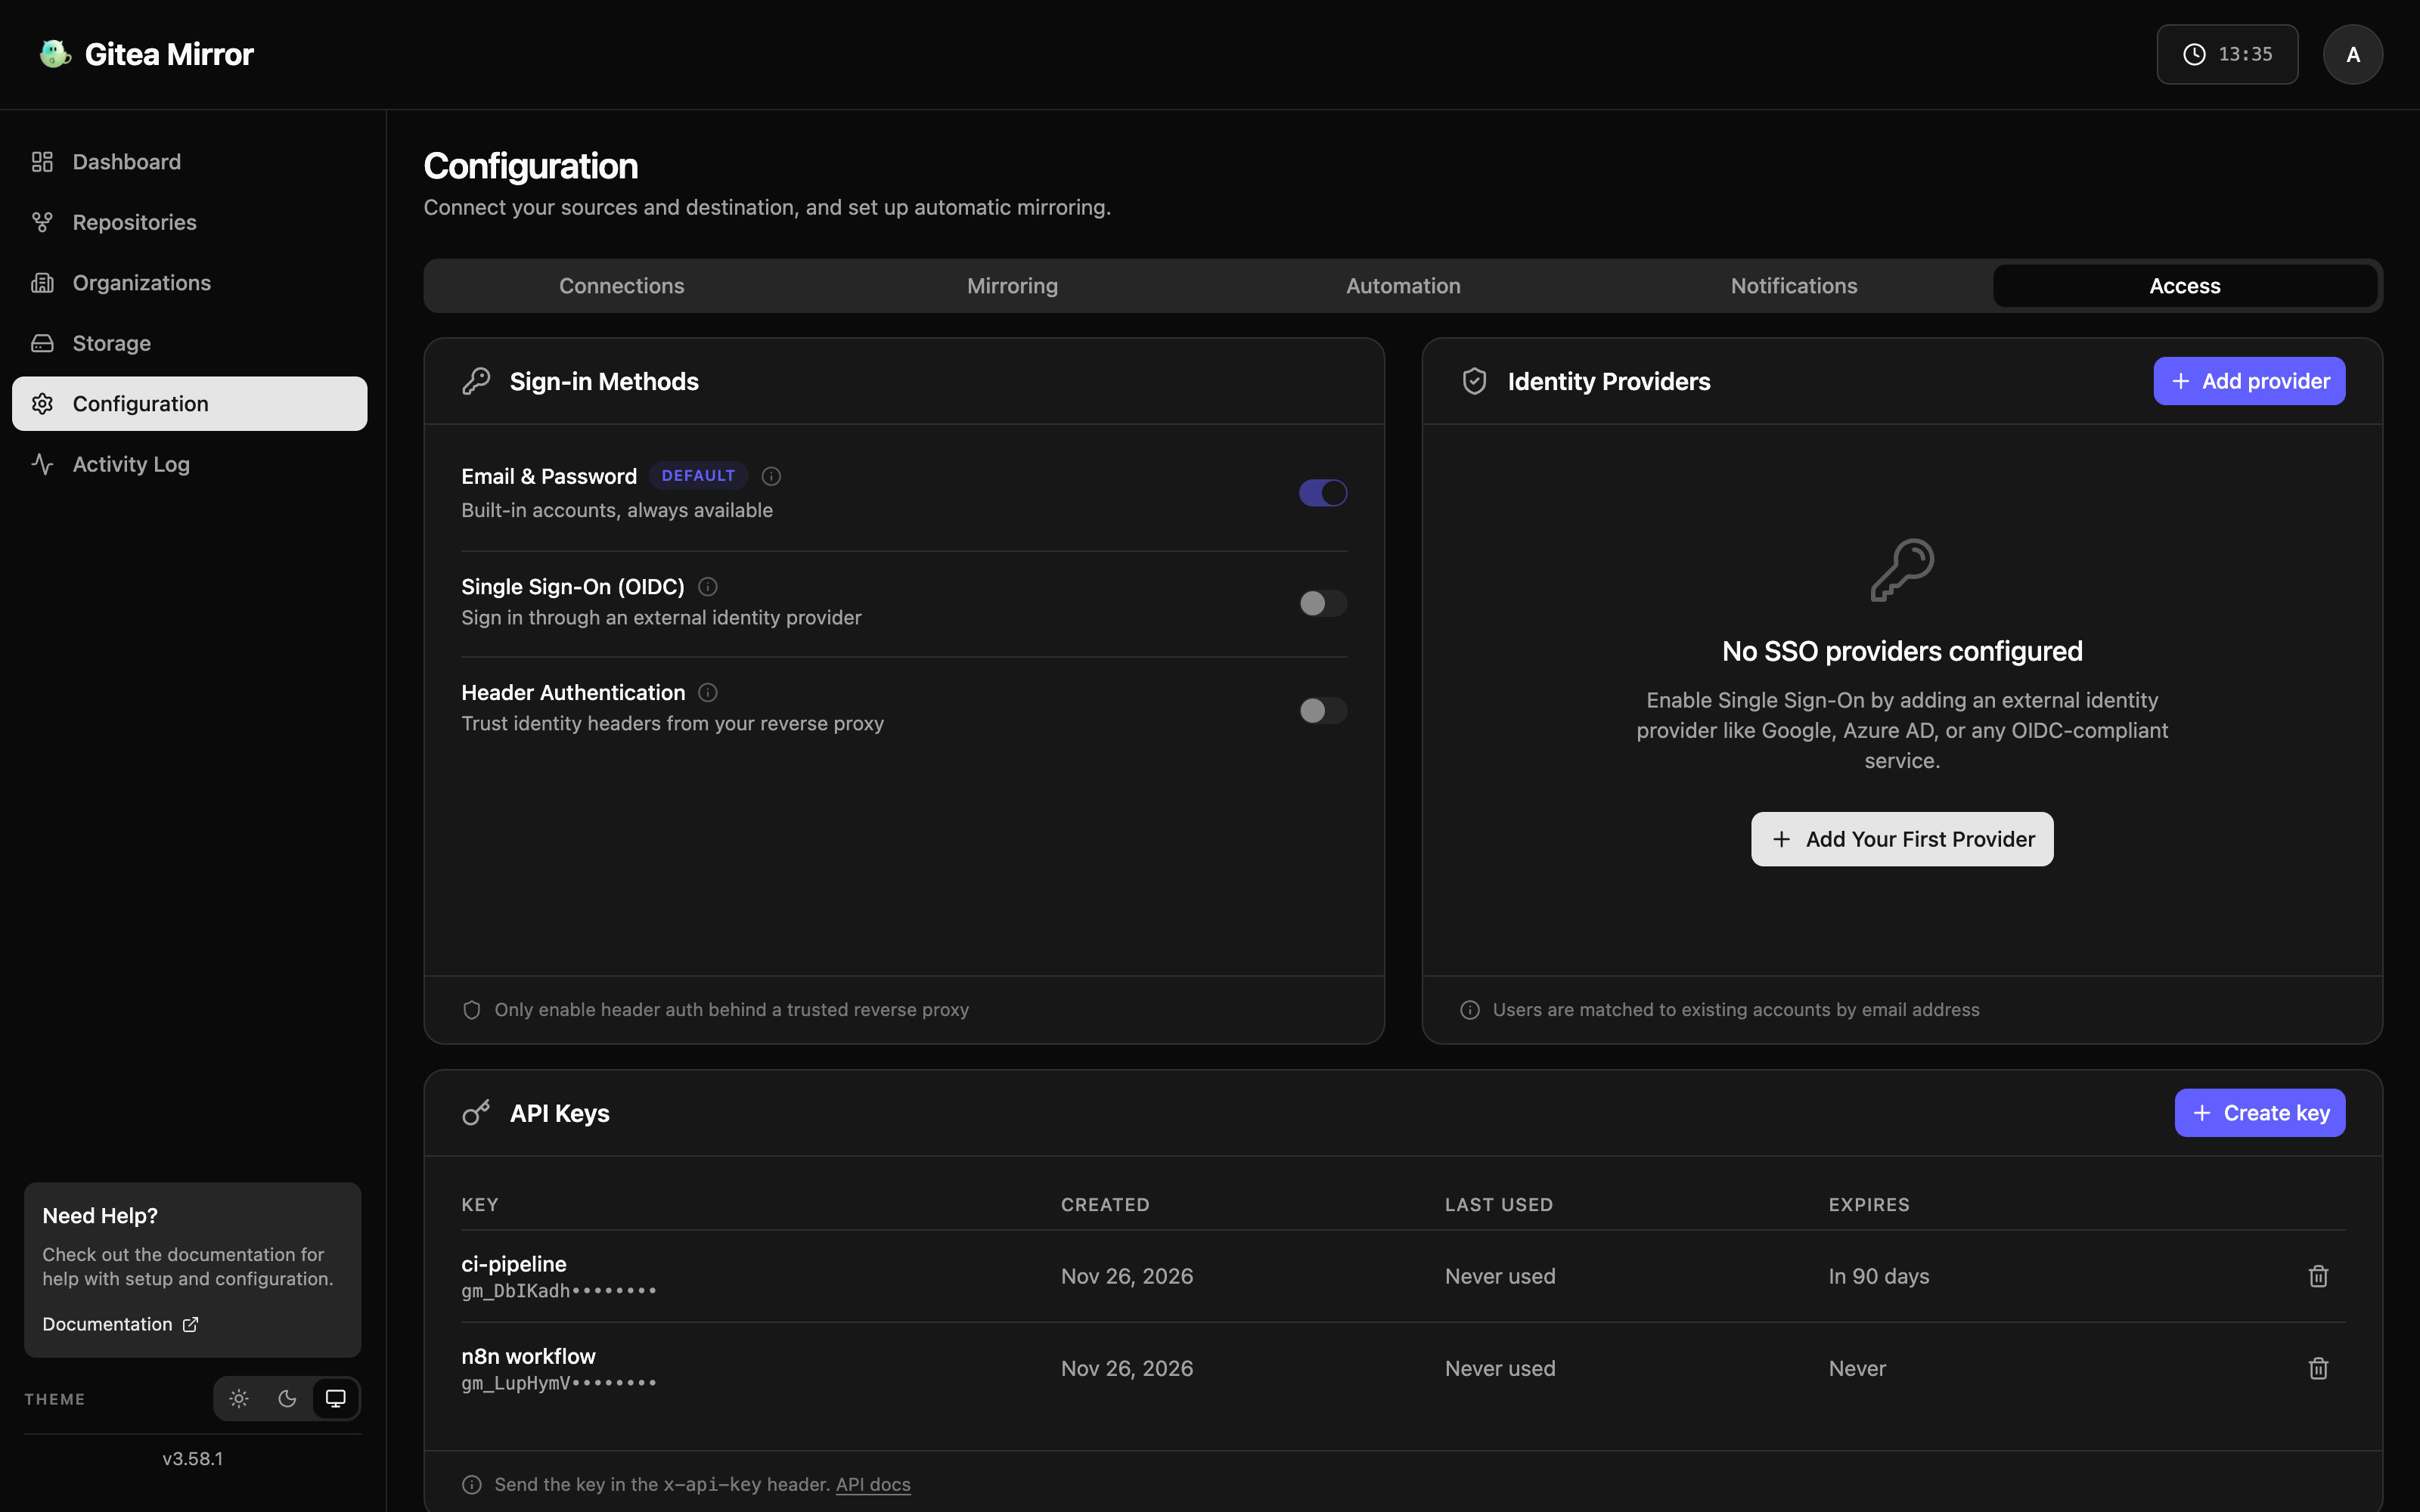 Gitea Mirror
13:35
A
Dashboard
Repositories
Organizations
Storage
Configuration
Activity Log
Need Help?
Check out the documentation for
help with setup and configuration.
Documentation
THEME
v3.58.1
Configuration
Connect your sources and destination, and set up automatic mirroring.
Connections
Mirroring
Automation
Notifications
Access
Sign-in Methods
Email & Password DEFAULT
Built-in accounts, always available
Single Sign-On (OIDC)
Sign in through an external identity provider
Header Authentication
Trust identity headers from your reverse proxy
Only enable header auth behind a trusted reverse proxy
Identity Providers
+ Add provider
No SSO providers configured
Enable Single Sign-On by adding an external identity
provider like Google, Azure AD, or any OIDC-compliant
service.
+ Add Your First Provider
Users are matched to existing accounts by email address
API Keys
+ Create key
KEY CREATED LAST USED EXPIRES
ci-pipeline
gm_DbIKadh••••••••
Nov 26, 2026 Never used In 90 days
n8n workflow
gm_LupHymV••••••••
Nov 26, 2026 Never used Never
Send the key in the x-api-key header. API docs